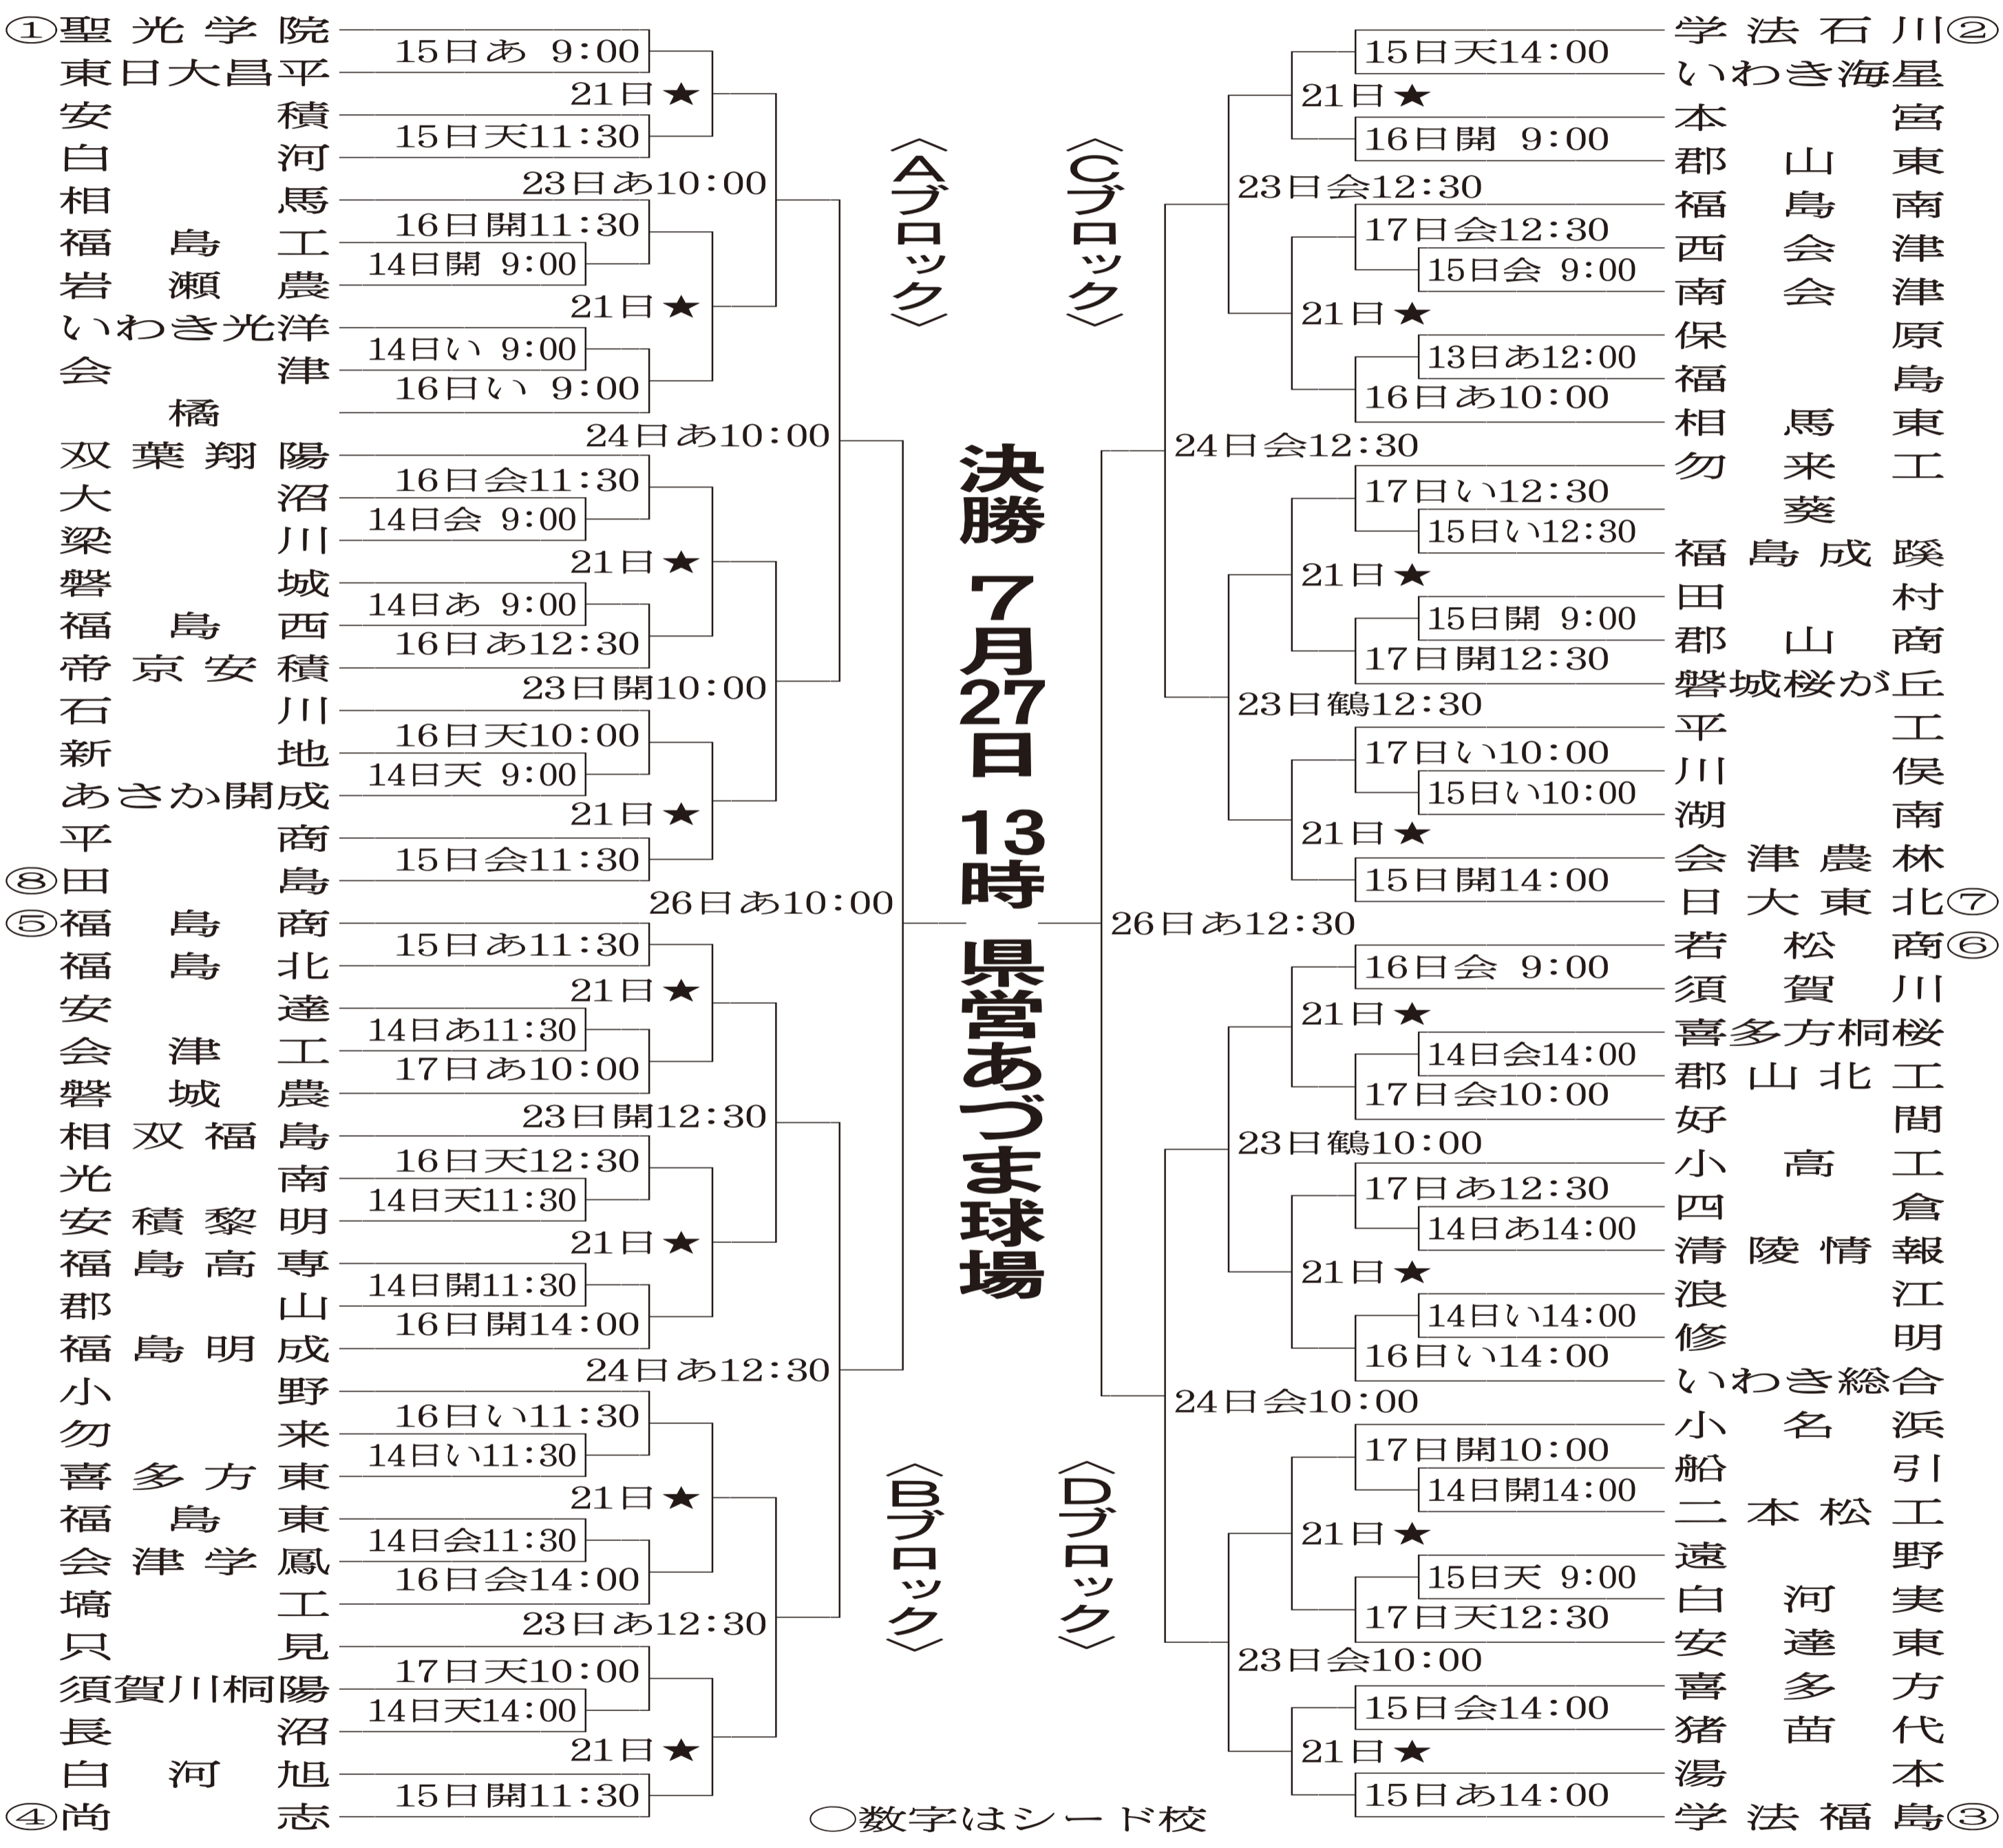 ①聖光学院
15日あ 9:00
東日大昌平
21日★
安積
15日天11:30
白河
23日あ10:00
相馬
16日開11:30
福島工
14日開 9:00
岩瀬農
21日★
いわき光洋
14日い 9:00
会津
16日い 9:00
橘
24日あ10:00
双葉翔陽
16日会11:30
大沼
14日会 9:00
梁川
21日★
磐城
14日あ 9:00
福島西
16日あ12:30
帝京安積
23日開10:00
石川
16日天10:00
新地
14日天 9:00
あさか開成
21日★
平商
15日会11:30
⑧田島
26日あ10:00
⑤福島商
15日あ11:30
福島北
21日★
安達
14日あ11:30
会津工
17日あ10:00
磐城農
23日開12:30
相双福島
16日天12:30
光南
14日天11:30
安積黎明
21日★
福島高専
14日開11:30
郡山
16日開14:00
福島明成
24日あ12:30
小野
16日い11:30
勿来
14日い11:30
喜多方東
21日★
福島東
14日会11:30
会津学鳳
16日会14:00
塙工
23日あ12:30
只見
17日天10:00
須賀川桐陽
14日天14:00
長沼
21日★
白河旭
15日開11:30
④尚志
〈Aブロック〉
〈Bブロック〉
決勝 7月27日 13時 県営あづま球場
〈Cブロック〉
〈Dブロック〉
学法石川②
15日天14:00
いわき海星
21日★
本宮
16日開 9:00
郡山東
23日会12:30
福島南
17日会12:30
西会津
15日会 9:00
南会津
21日★
保原
13日あ12:00
福島
16日あ10:00
相馬東
24日会12:30
勿来工
17日い12:30
葵
15日い12:30
福島成蹊
21日★
田村
15日開 9:00
郡山商
17日開12:30
磐城桜が丘
23日鶴12:30
平工
17日い10:00
川俣
15日い10:00
湖南
21日★
会津農林
15日開14:00
日大東北⑦
26日あ12:30
若松商⑥
16日会 9:00
須賀川
21日★
喜多方桐桜
14日会14:00
郡山北工
17日会10:00
好間
23日鶴10:00
小高工
17日あ12:30
四倉
14日あ14:00
清陵情報
21日★
浪江
14日い14:00
修明
16日い14:00
いわき総合
24日会10:00
小名浜
17日開10:00
船引
14日開14:00
二本松工
21日★
遠野
15日天 9:00
白河実
17日天12:30
安達東
23日会10:00
喜多方
15日会14:00
猪苗代
21日★
湯本
15日あ14:00
学法福島③
○数字はシード校